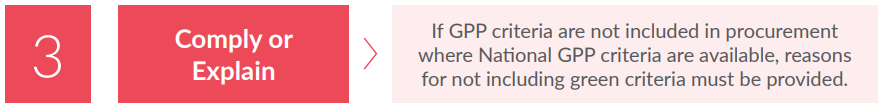 3
Comply or
Explain
If GPP criteria are not included in procurement
where National GPP criteria are available, reasons
for not including green criteria must be provided.